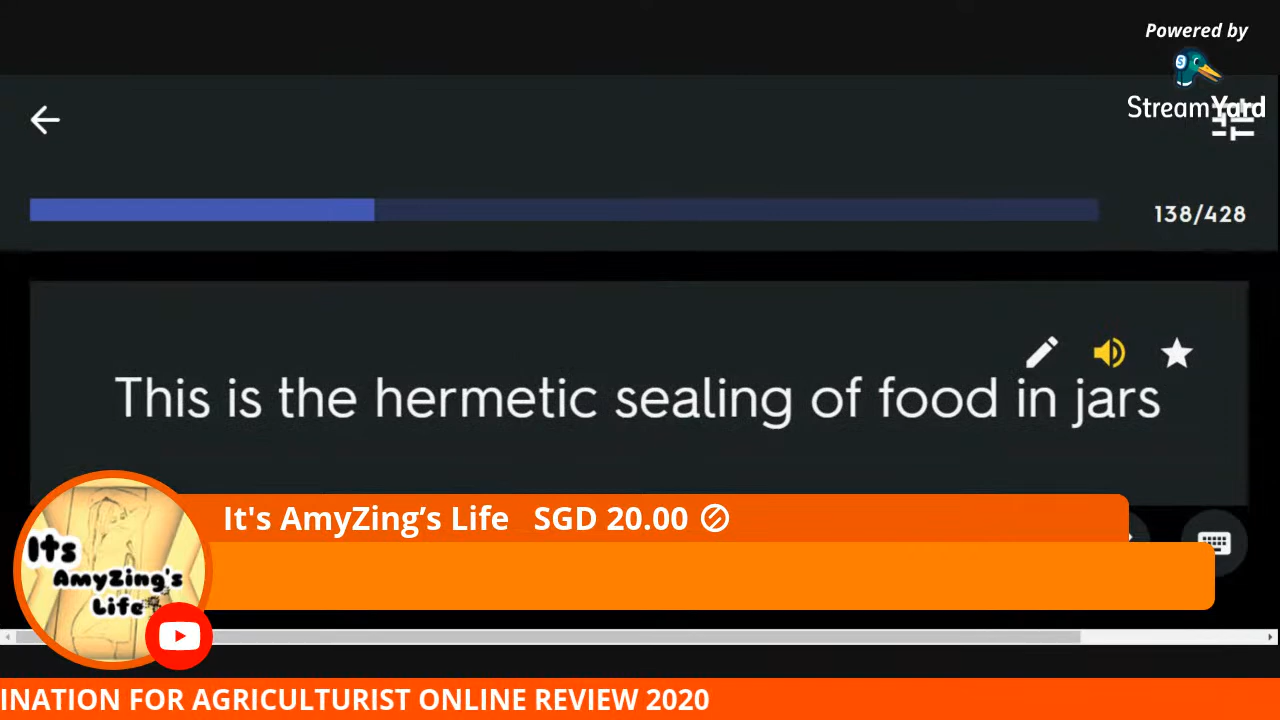 Powered by
StreamYard
138/428
This is the hermetic sealing of food in jars
It's AmyZing’s Life SGD 20.00
Its
AmyZing's
Life
INATION FOR AGRICULTURIST ONLINE REVIEW 2020